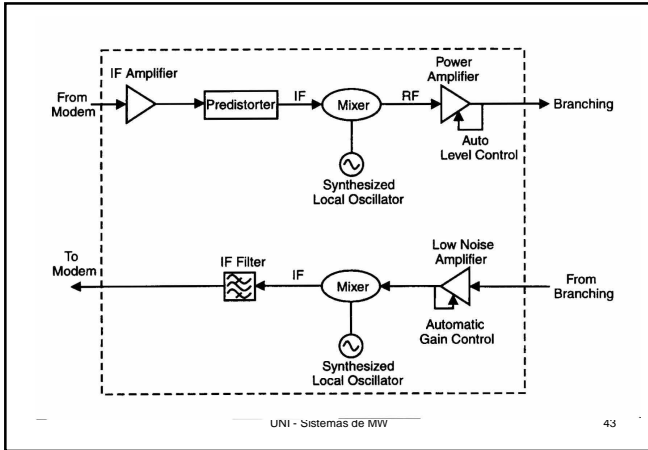 IF Amplifier
Power
Amplifier
From
Modem
Predistorter
IF
Mixer
RF
Branching
Auto
Level Control
Synthesized
Local Oscillator
To
Modem
IF Filter
IF
Mixer
Low Noise
Amplifier
From
Branching
Automatic
Gain Control
Synthesized
Local Oscillator
UNI - Sistemas de MW
43